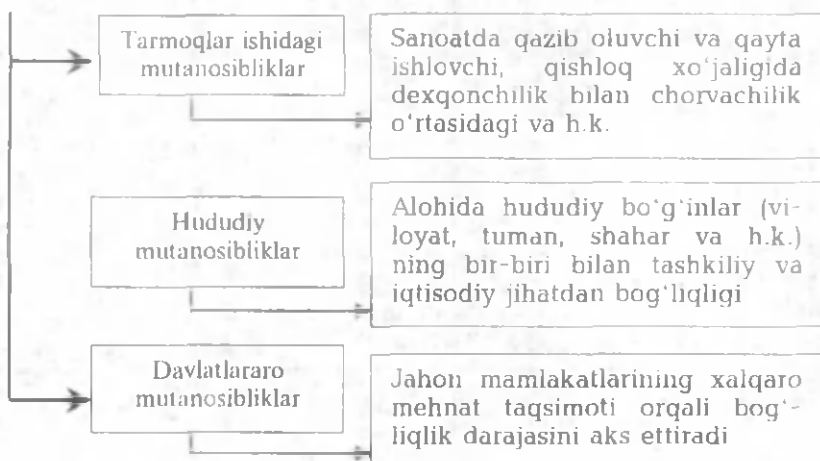 Tarmoqlar ishidagi
mutanosibliklar
Sanoatda qazib oluvchi va qayta
ishlovchi, qishloq xo‘jaligida
dexqonchilik bilan chorvachilik
o‘rtasidagi va h.k.
Hududiy
mutanosibliklar
Alohida hududiy bo‘g‘inlar (vi-
loyat, tuman, shahar va h.k.)
ning bir-biri bilan tashkiliy va
iqtisodiy jihatdan bog‘liqligi
Davlatlararo
mutanosibliklar
Jahon mamlakatlarining xalqaro
mehnat taqsimoti orqali bog‘-
liqlik darajasini aks ettiradi